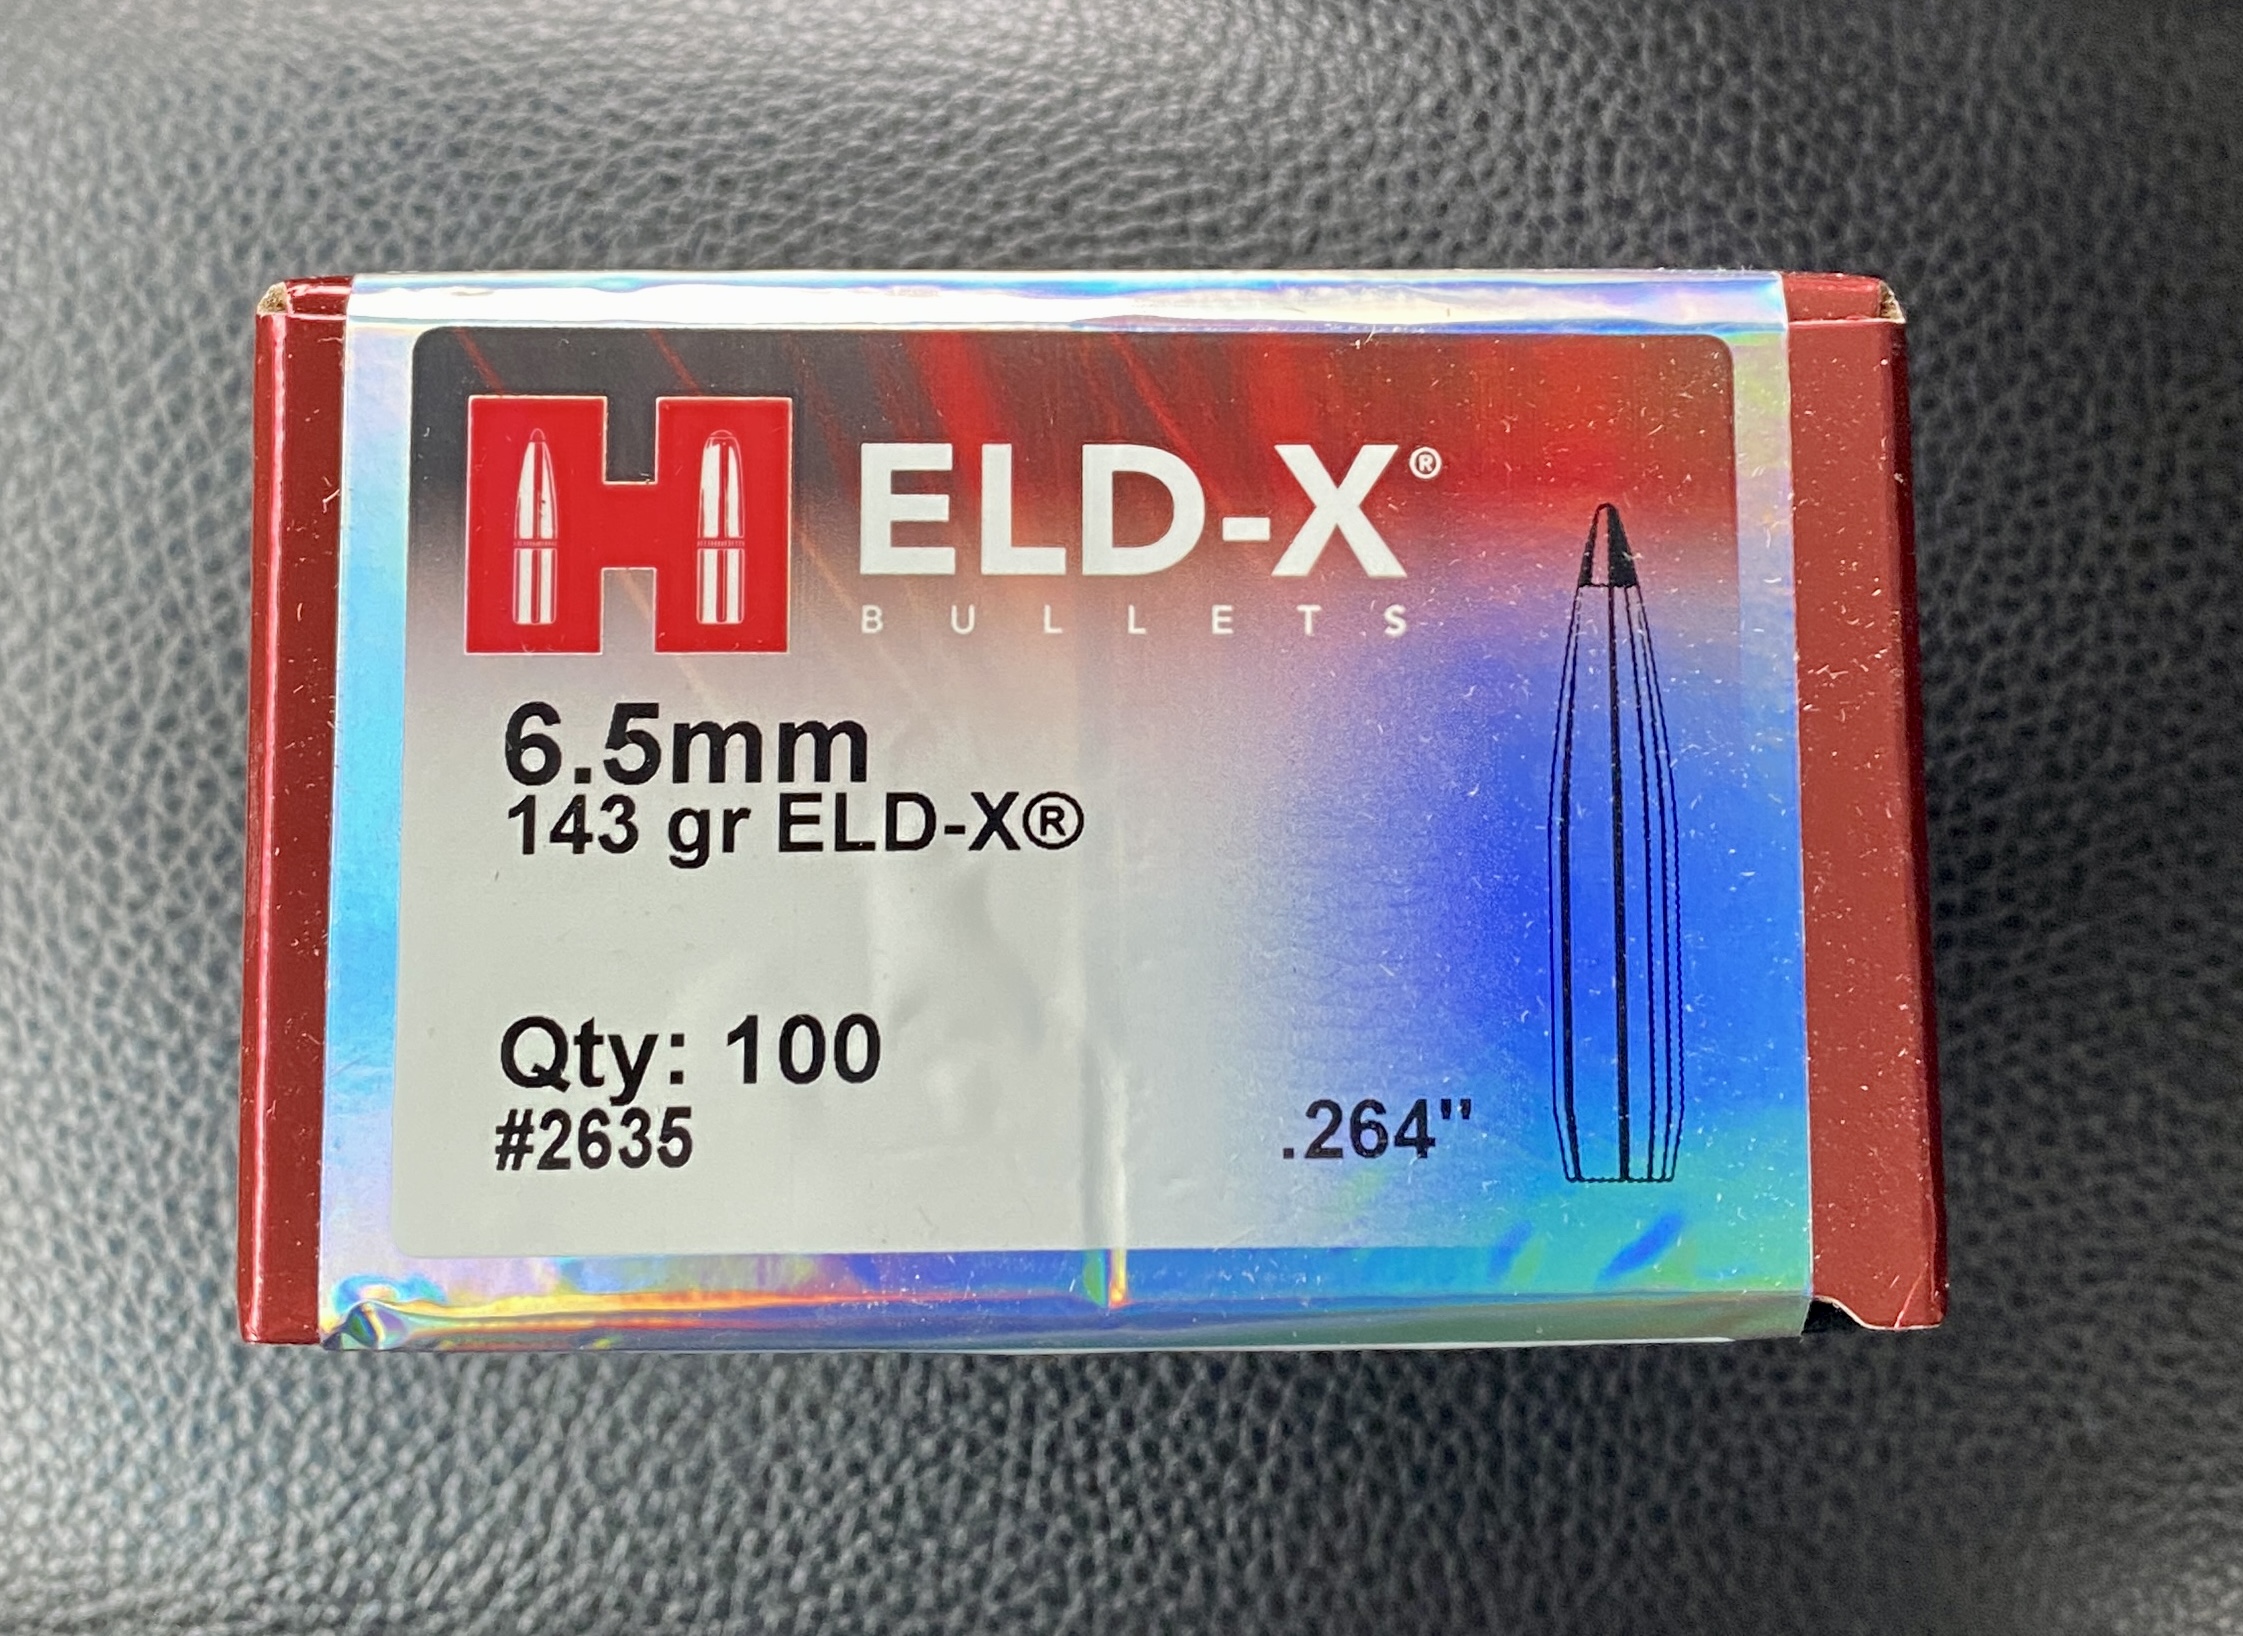 H ELD-X®
BULLETS
6.5mm
143 gr ELD-X®
Qty: 100
#2635
.264"